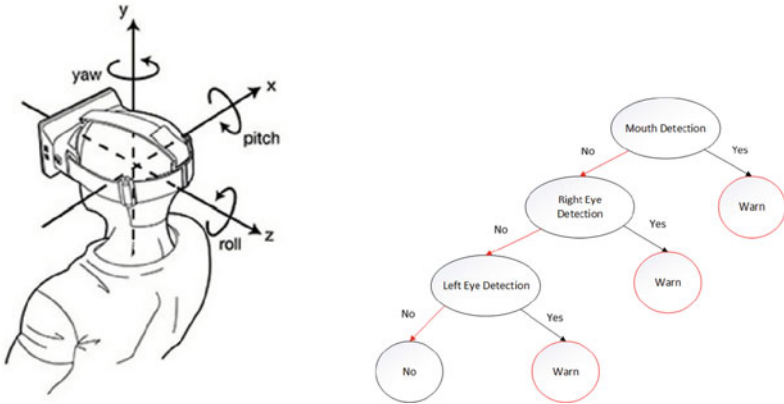 y
yaw
x
pitch
z
roll
Mouth Detection
No
Yes
Right Eye
Detection
Warn
No
Yes
Left Eye Detection
Warn
No
Yes
No
Warn